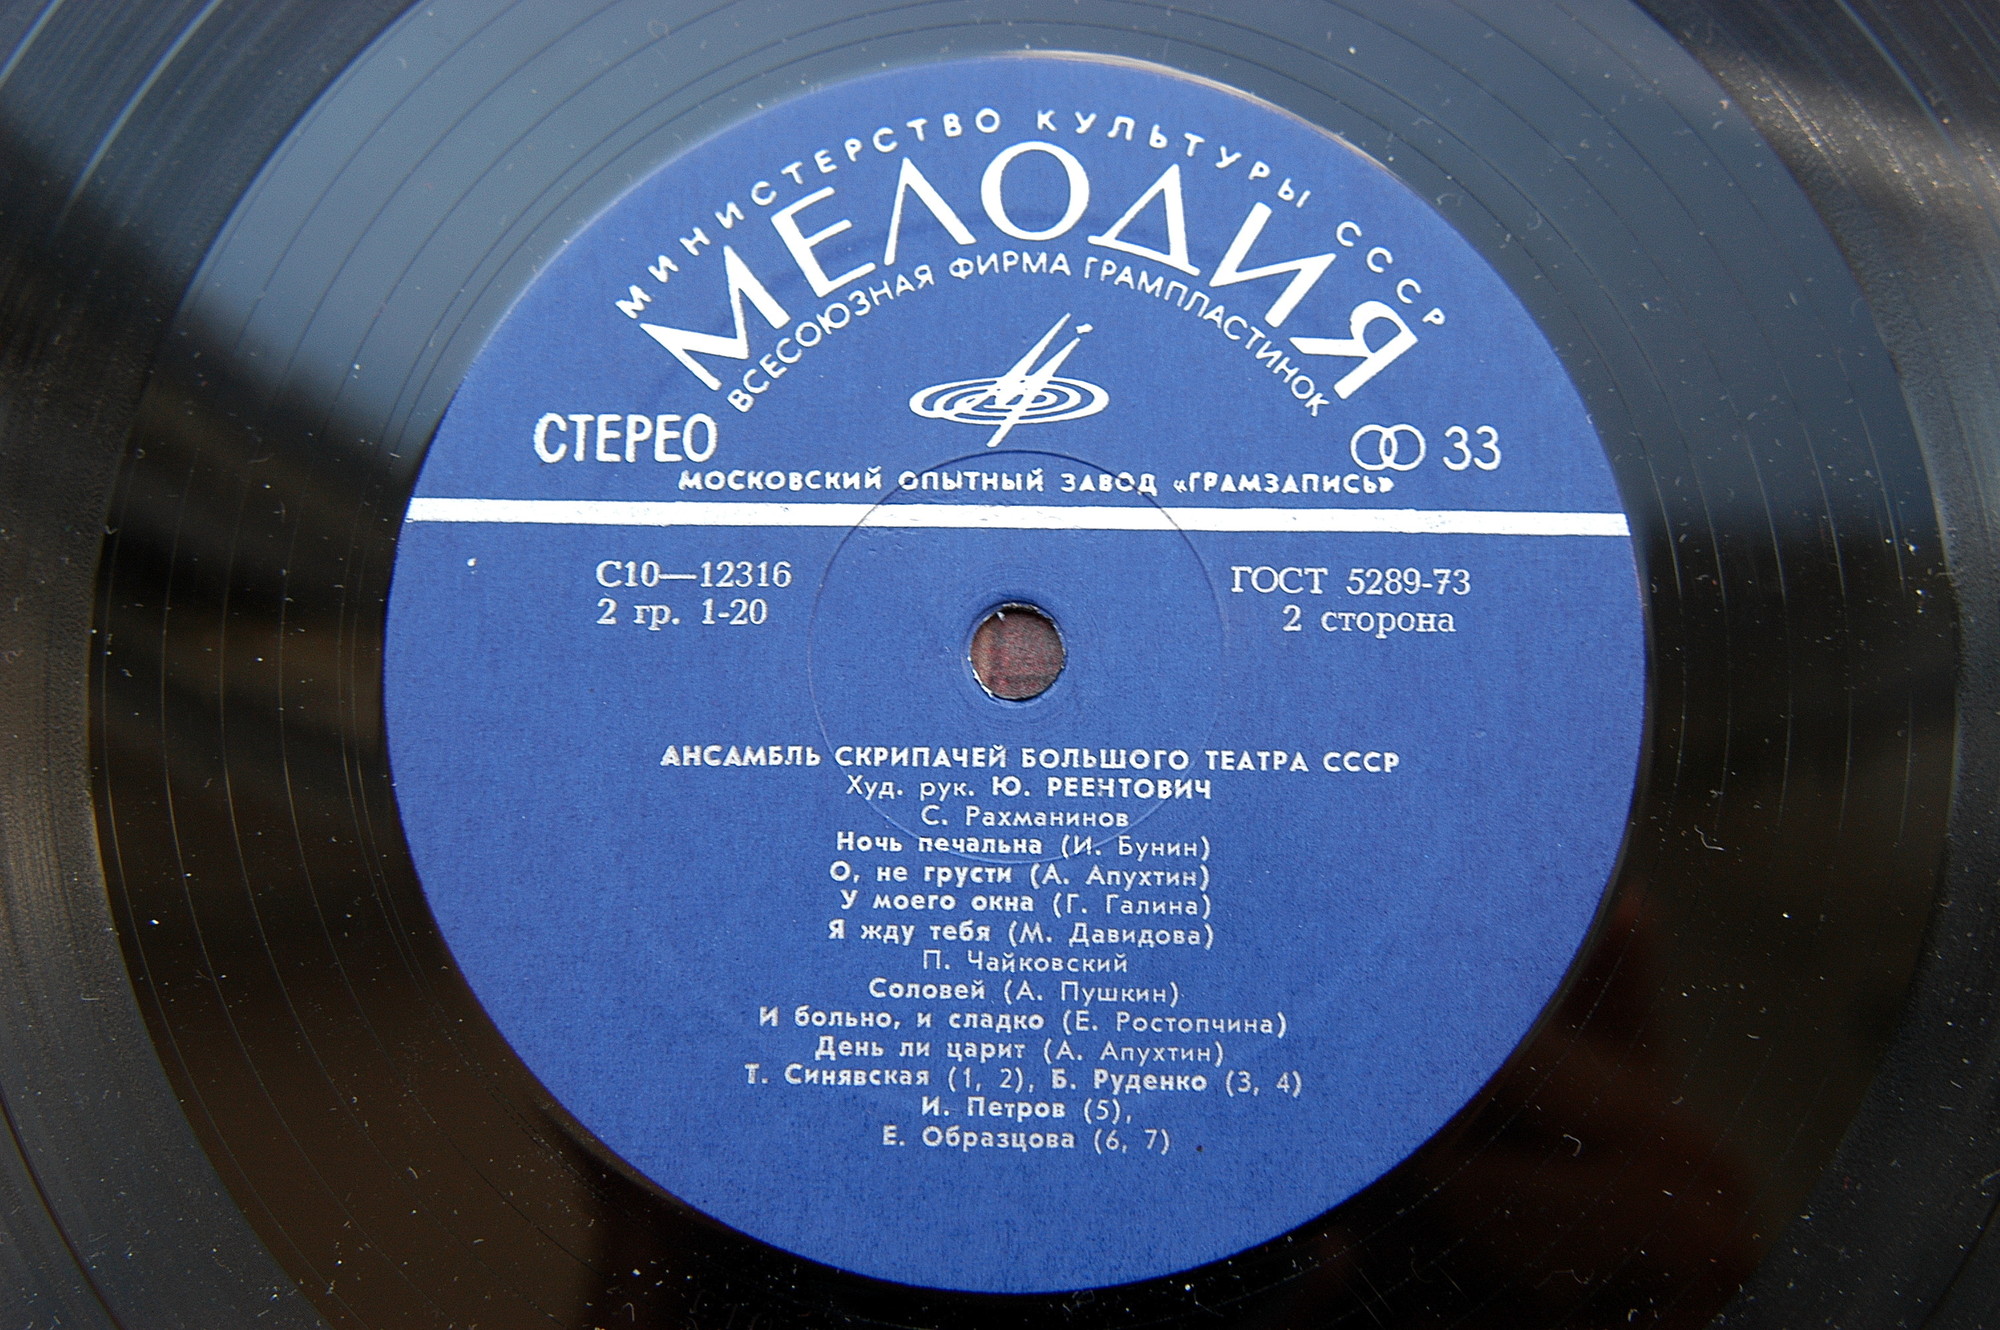 МИНИСТЕРСТВО КУЛЬТУРЫ СССР
МЕЛОДИЯ
ВСЕСОЮЗНАЯ ФИРМА ГРАМПЛАСТИНОК
СТЕРЕО
33
МОСКОВСКИЙ ОПЫТНЫЙ ЗАВОД «ГРАМЗАПИСЬ»
С10—12316
ГОСТ 5289-73
2 гр. 1-20
2 сторона
АНСАМБЛЬ СКРИПАЧЕЙ БОЛЬШОГО ТЕАТРА СССР
Худ. рук. Ю. РЕЕНТОВИЧ
С. Рахманинов
Ночь печальна (И. Бунин)
О, не грусти (А. Апухтин)
У моего окна (Г. Галина)
Я жду тебя (М. Давидова)
П. Чайковский
Соловей (А. Пушкин)
И больно, и сладко (Е. Ростопчина)
День ли царит (А. Апухтин)
Т. Синявская (1, 2), Б. Руденко (3, 4)
И. Петров (5),
Е. Образцова (6, 7)